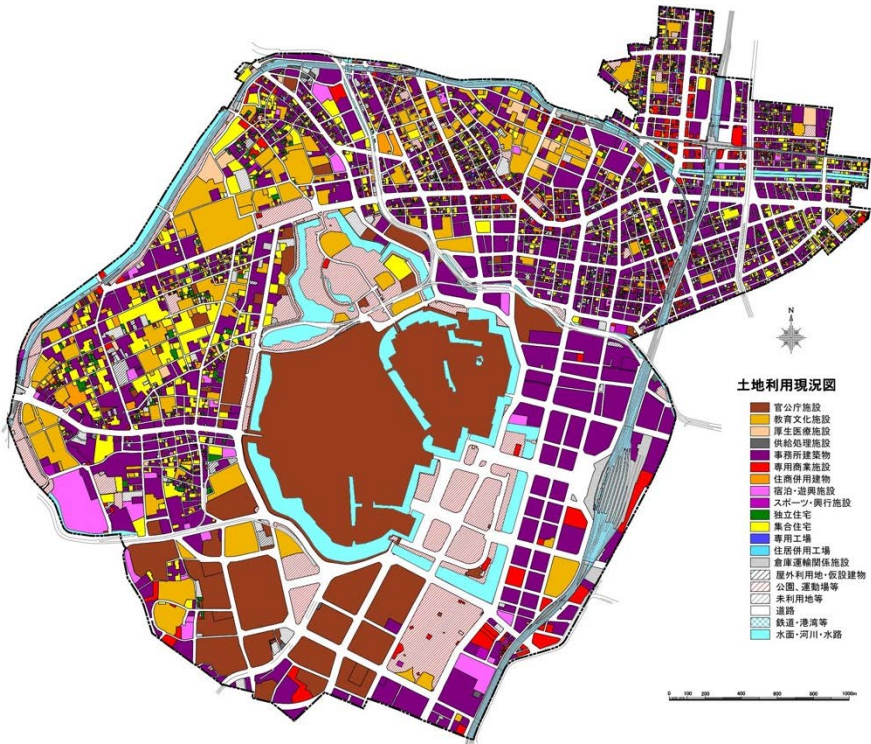 N
土地利用現況図
官公庁施設
教育文化施設
厚生医療施設
供給処理施設
事務所建築物
専用商業施設
住商併用建物
宿泊・遊興施設
スポーツ・興行施設
独立住宅
集合住宅
専用工場
住居併用工場
倉庫運輸関係施設
屋外利用地・仮設建物
公園、運動場等
未利用地等
道路
鉄道・港湾等
水面・河川・水路
0 100 200 400 600 800 1000m